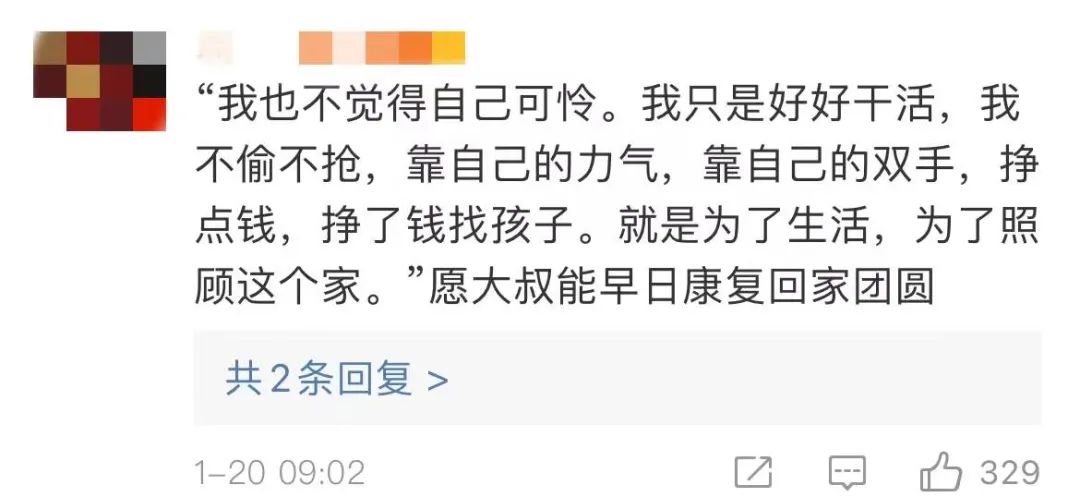 “我也不觉得自己可怜。我只是好好干活，我
不偷不抢，靠自己的力气，靠自己的双手，挣
点钱，挣了钱找孩子。就是为了生活，为了照
顾这个家。”愿大叔能早日康复回家团圆
共2条回复 >
1-20 09:02 329